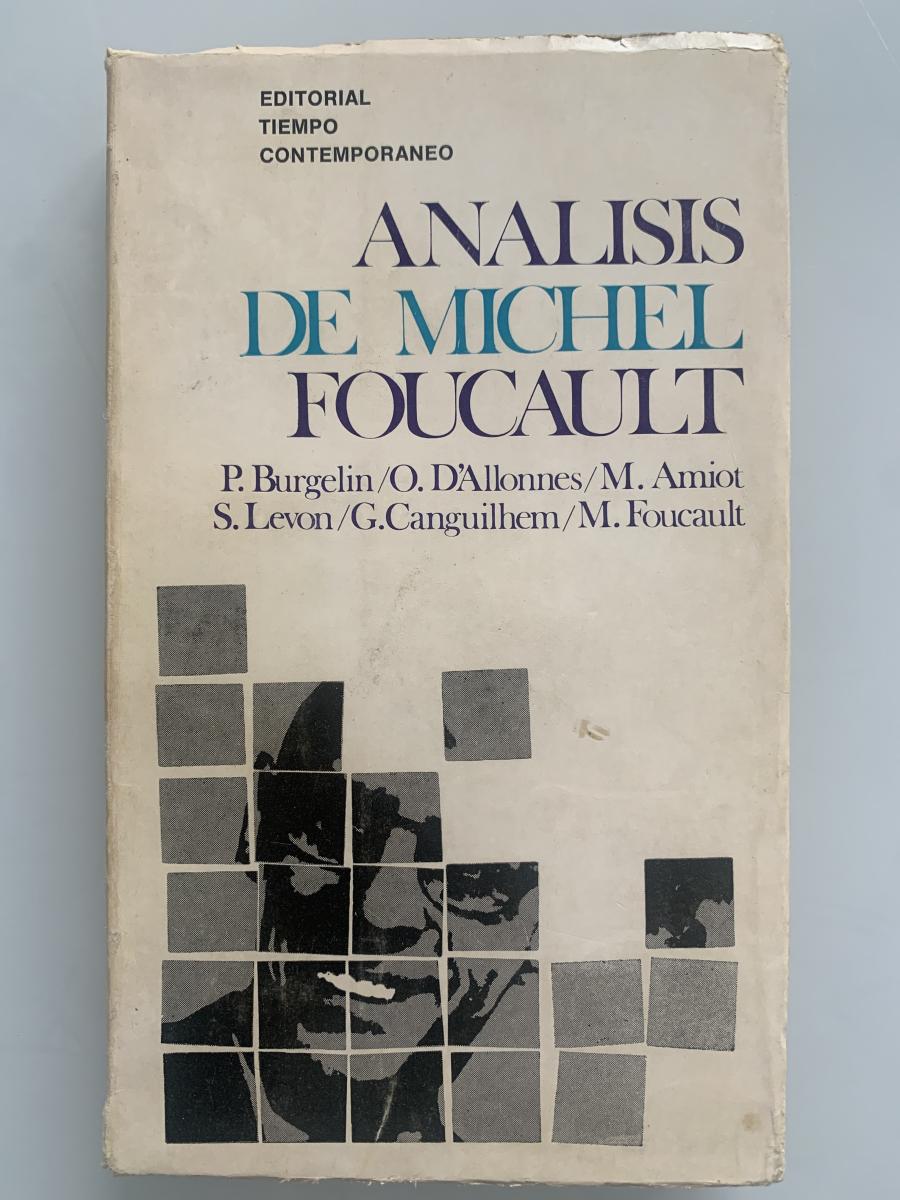 EDITORIAL
TIEMPO
CONTEMPORANEO
ANALISIS
DE MICHEL
FOUCAULT
P. Burgelin/O. D'Allonnes/M. Amiot
S. Levon/G.Canguilhem/M. Foucault